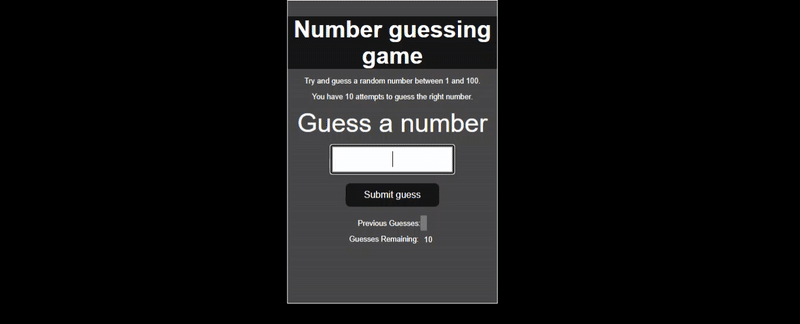 Number guessing
game
Try and guess a random number between 1 and 100.
You have 10 attempts to guess the right number.
Guess a number
Submit guess
Previous Guesses:
Guesses Remaining: 10